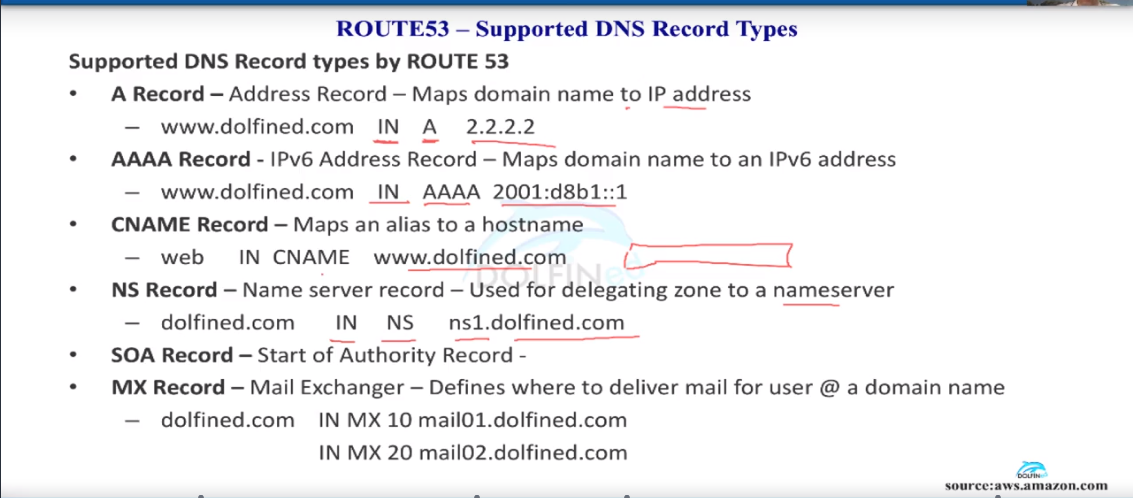 ROUTE53 – Supported DNS Record Types
Supported DNS Record types by ROUTE 53
• A Record – Address Record – Maps domain name to IP address
– www.dolfined.com IN A 2.2.2.2
• AAAA Record - IPv6 Address Record – Maps domain name to an IPv6 address
– www.dolfined.com IN AAAA 2001:d8b1::1
• CNAME Record – Maps an alias to a hostname
– web IN CNAME www.dolfined.com
DOLFINed
• NS Record – Name server record – Used for delegating zone to a nameserver
– dolfined.com IN NS ns1.dolfined.com
• SOA Record – Start of Authority Record -
• MX Record – Mail Exchanger – Defines where to deliver mail for user @ a domain name
– dolfined.com IN MX 10 mail01.dolfined.com
IN MX 20 mail02.dolfined.com
DOLFINed
source:aws.amazon.com